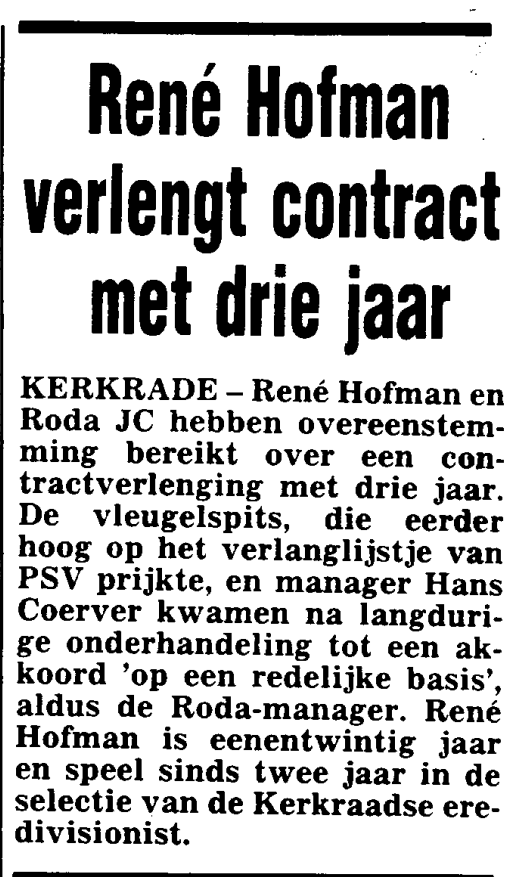 René Hofman
verlengt contract
met drie jaar
KERKRADE – René Hofman en
Roda JC hebben overeenstem-
ming bereikt over een con-
tractverlenging met drie jaar.
De vleugelspits, die eerder
hoog op het verlanglijstje van
PSV prijkte, en manager Hans
Coerver kwamen na langduri-
ge onderhandeling tot een ak-
koord 'op een redelijke basis',
aldus de Roda-manager. René
Hofman is eenentwintig jaar
en speel sinds twee jaar in de
selectie van de Kerkraadse ere-
divisionist.